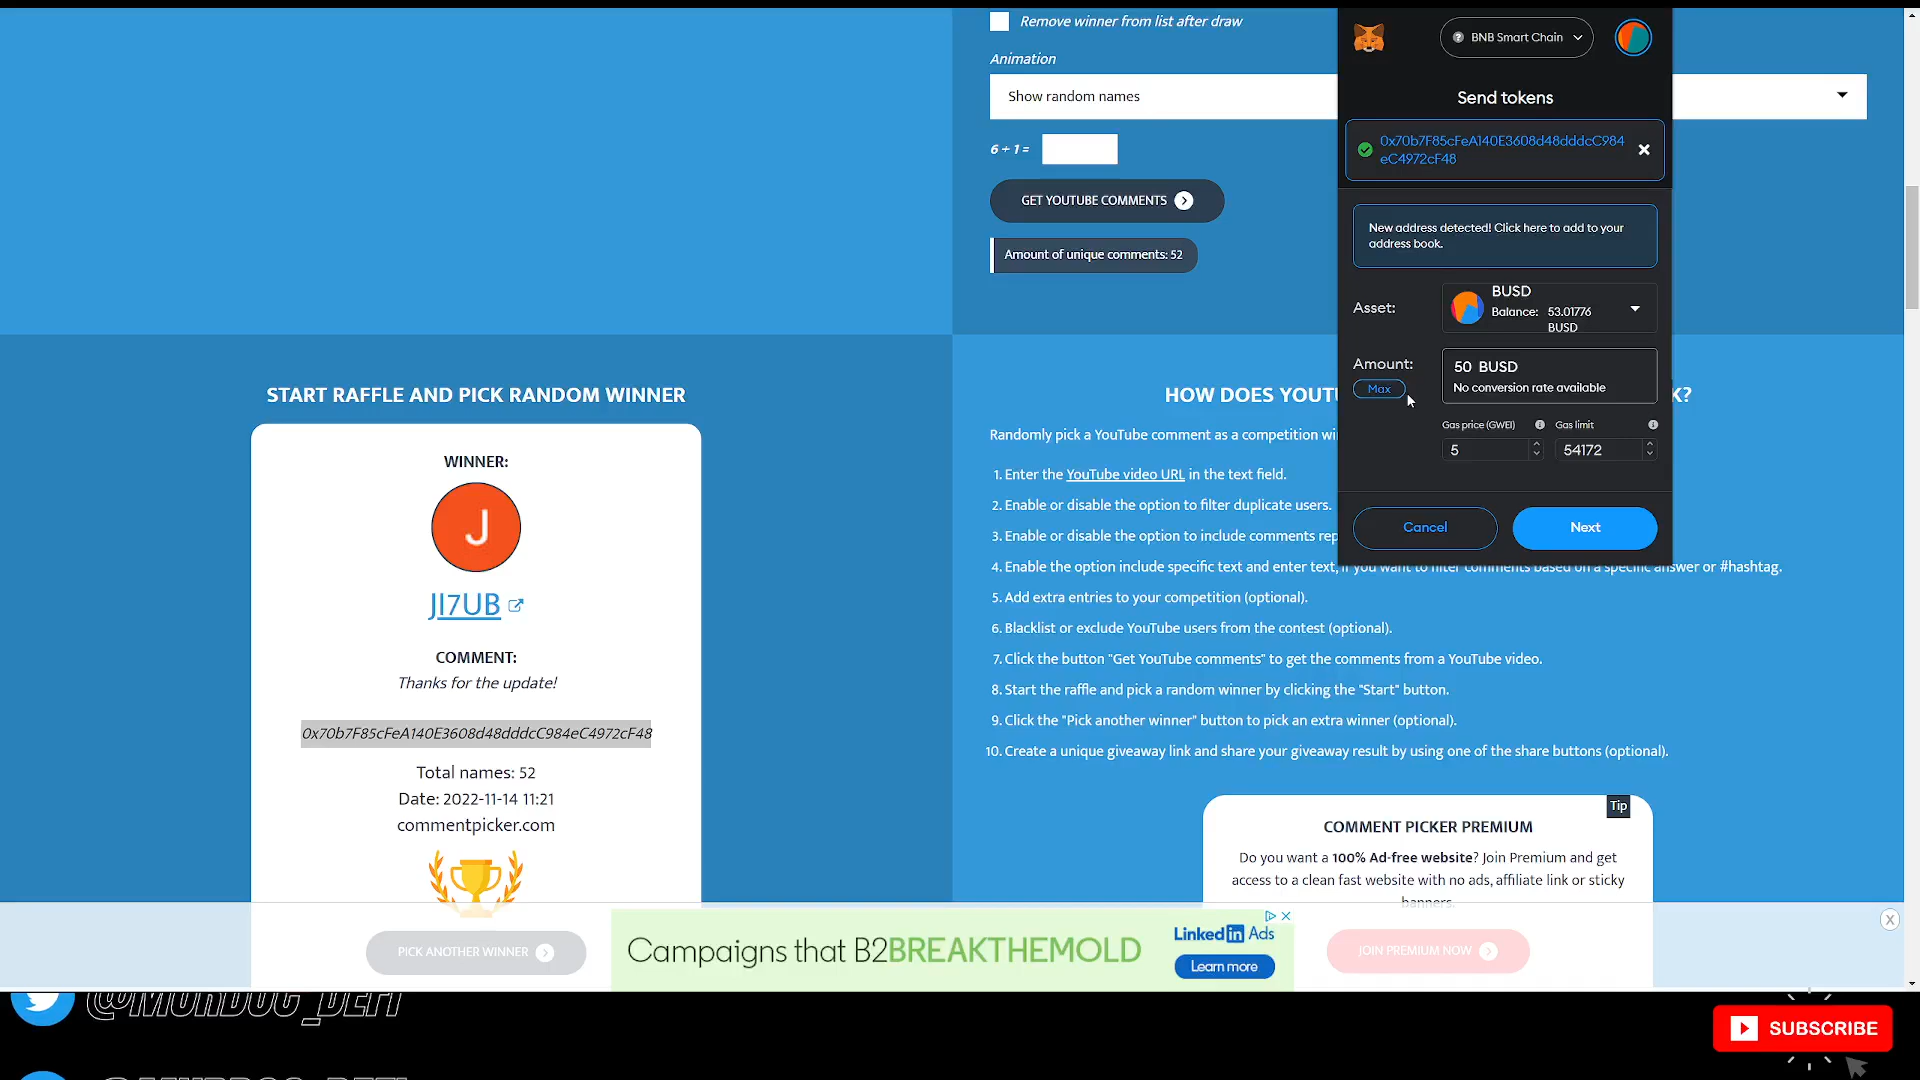 Remove winner from list after draw
Animation
Show random names
6 + 1 =
GET YOUTUBE COMMENTS
Amount of unique comments: 52
BNB Smart Chain
Send tokens
0x70b7F85cFeA140E3608d48dddcC984
eC4972cF48
New address detected! Click here to add to your
address book.
Asset:
BUSD
Balance: 53.01776
BUSD
Amount:
Max
50 BUSD
No conversion rate available
Gas price (GWEI)
Gas limit
5
54172
Cancel
Next
START RAFFLE AND PICK RANDOM WINNER
WINNER:
J
JI7UB
COMMENT:
Thanks for the update!
0x70b7F85cFeA140E3608d48dddcC984eC4972cF48
Total names: 52
Date: 2022-11-14 11:21
commentpicker.com
PICK ANOTHER WINNER
HOW DOES YOUT K?
Randomly pick a YouTube comment as a competition wi
1. Enter the YouTube video URL in the text field.
2. Enable or disable the option to filter duplicate users.
3. Enable or disable the option to include comments rep
4. Enable the option include specific text and enter text, if you want to filter comments based on a specific answer or #hashtag.
5. Add extra entries to your competition (optional).
6. Blacklist or exclude YouTube users from the contest (optional).
7. Click the button "Get YouTube comments" to get the comments from a YouTube video.
8. Start the raffle and pick a random winner by clicking the "Start" button.
9. Click the "Pick another winner" button to pick an extra winner (optional).
10. Create a unique giveaway link and share your giveaway result by using one of the share buttons (optional).
Tip
COMMENT PICKER PREMIUM
Do you want a 100% Ad-free website? Join Premium and get
access to a clean fast website with no ads, affiliate link or sticky
banners.
JOIN PREMIUM NOW
Campaigns that B2BREAKTHEMOLD
Linked in Ads
Learn more
X
@MURDOC_DEFI
SUBSCRIBE